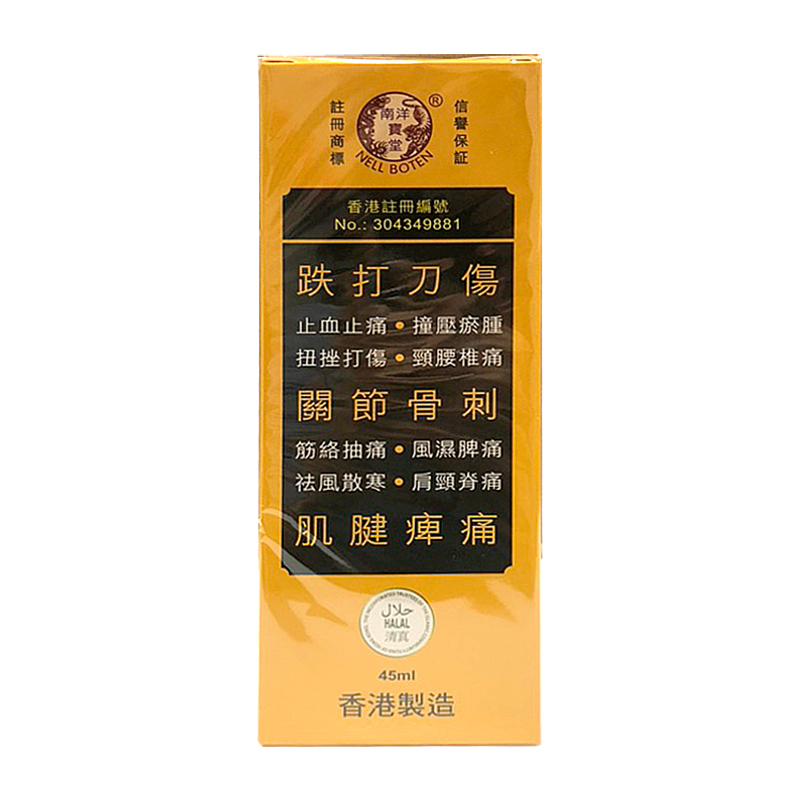 註冊商標
南洋
寶
堂
NELL BOTEN
®
信譽保証
香港註冊編號
No.: 304349881
跌打刀傷
止血止痛•撞壓瘀腫
扭挫打傷•頸腰椎痛
關節骨刺
筋絡抽痛•風濕脾痛
祛風散寒•肩頸脊痛
肌腱痺痛
حلال
HALAL
清真
45ml
香港製造